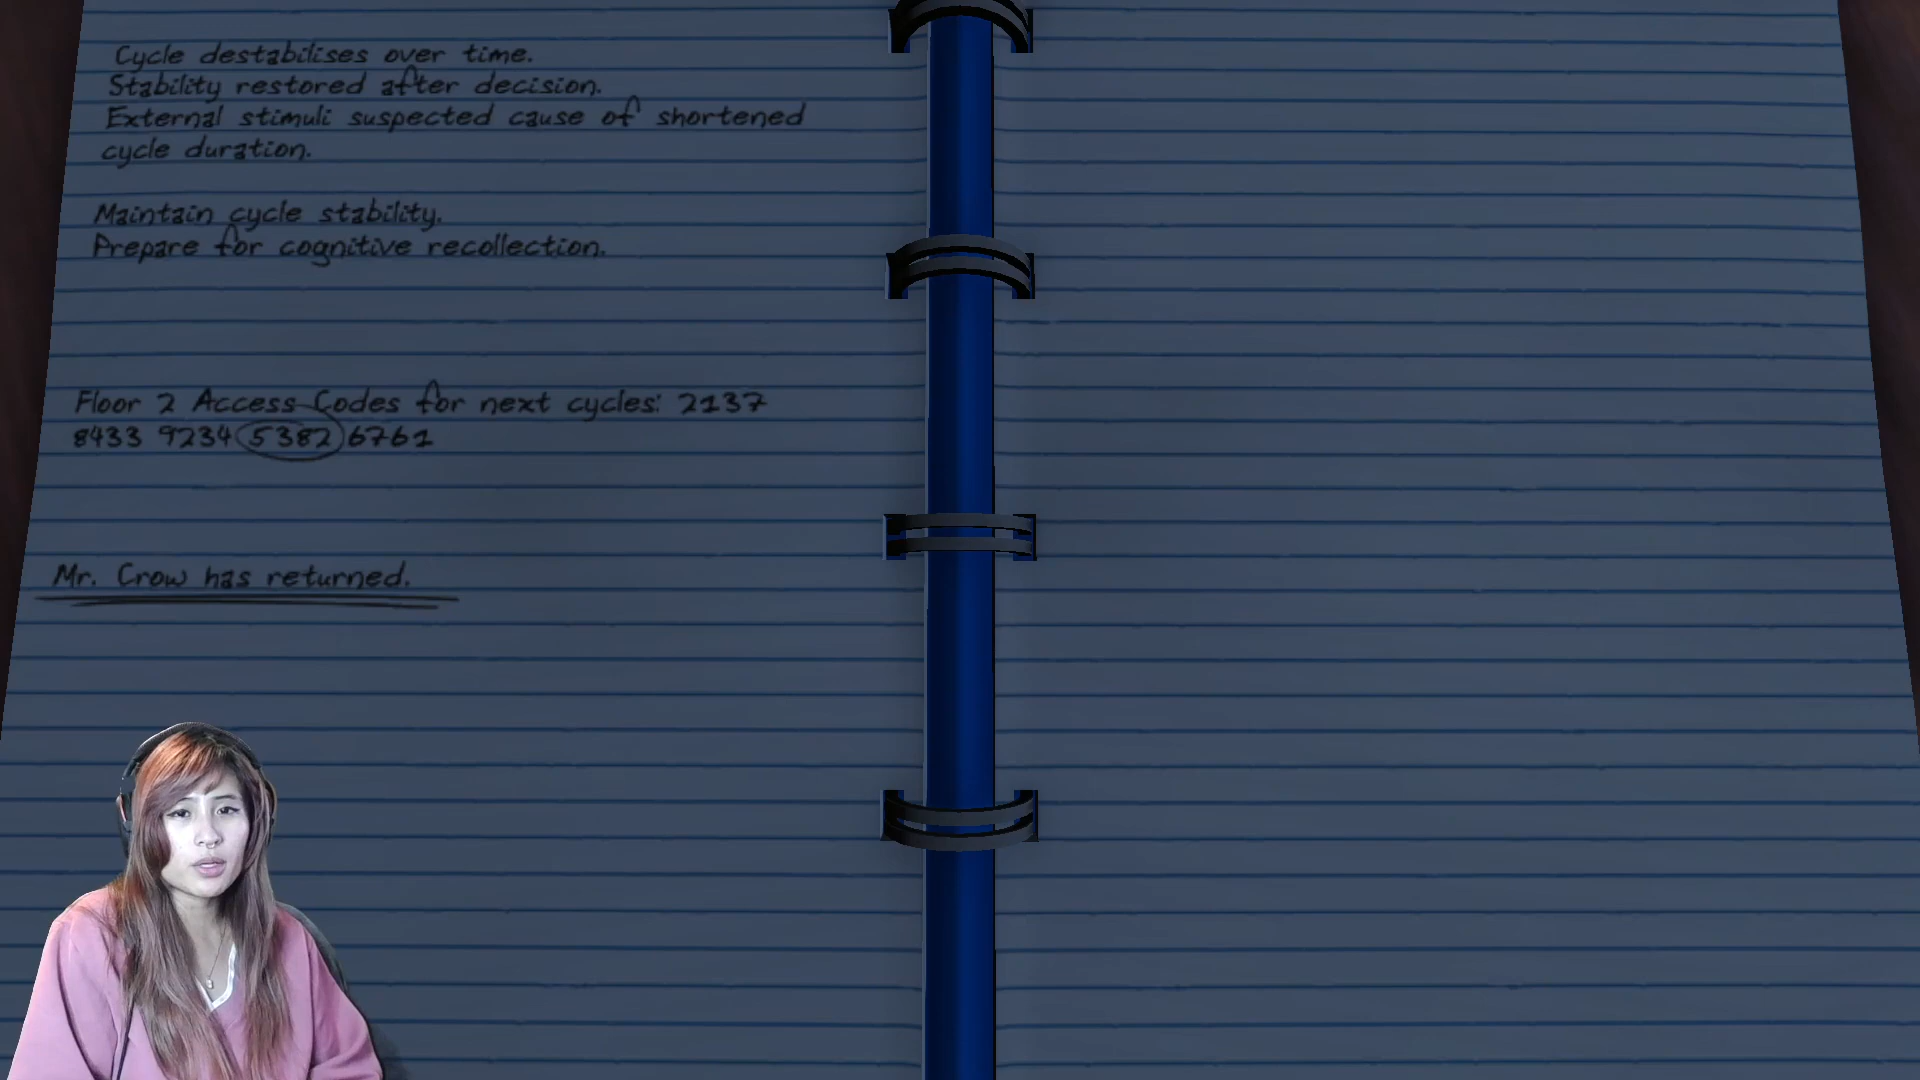 Cycle destabilises over time.
Stability restored after decision.
External stimuli suspected cause of shortened
cycle duration.
Maintain cycle stability.
Prepare for cognitive recollection.
Floor 2 Access Codes for next cycles: 2137
8433 9234 5382 6761
Mr. Crow has returned.